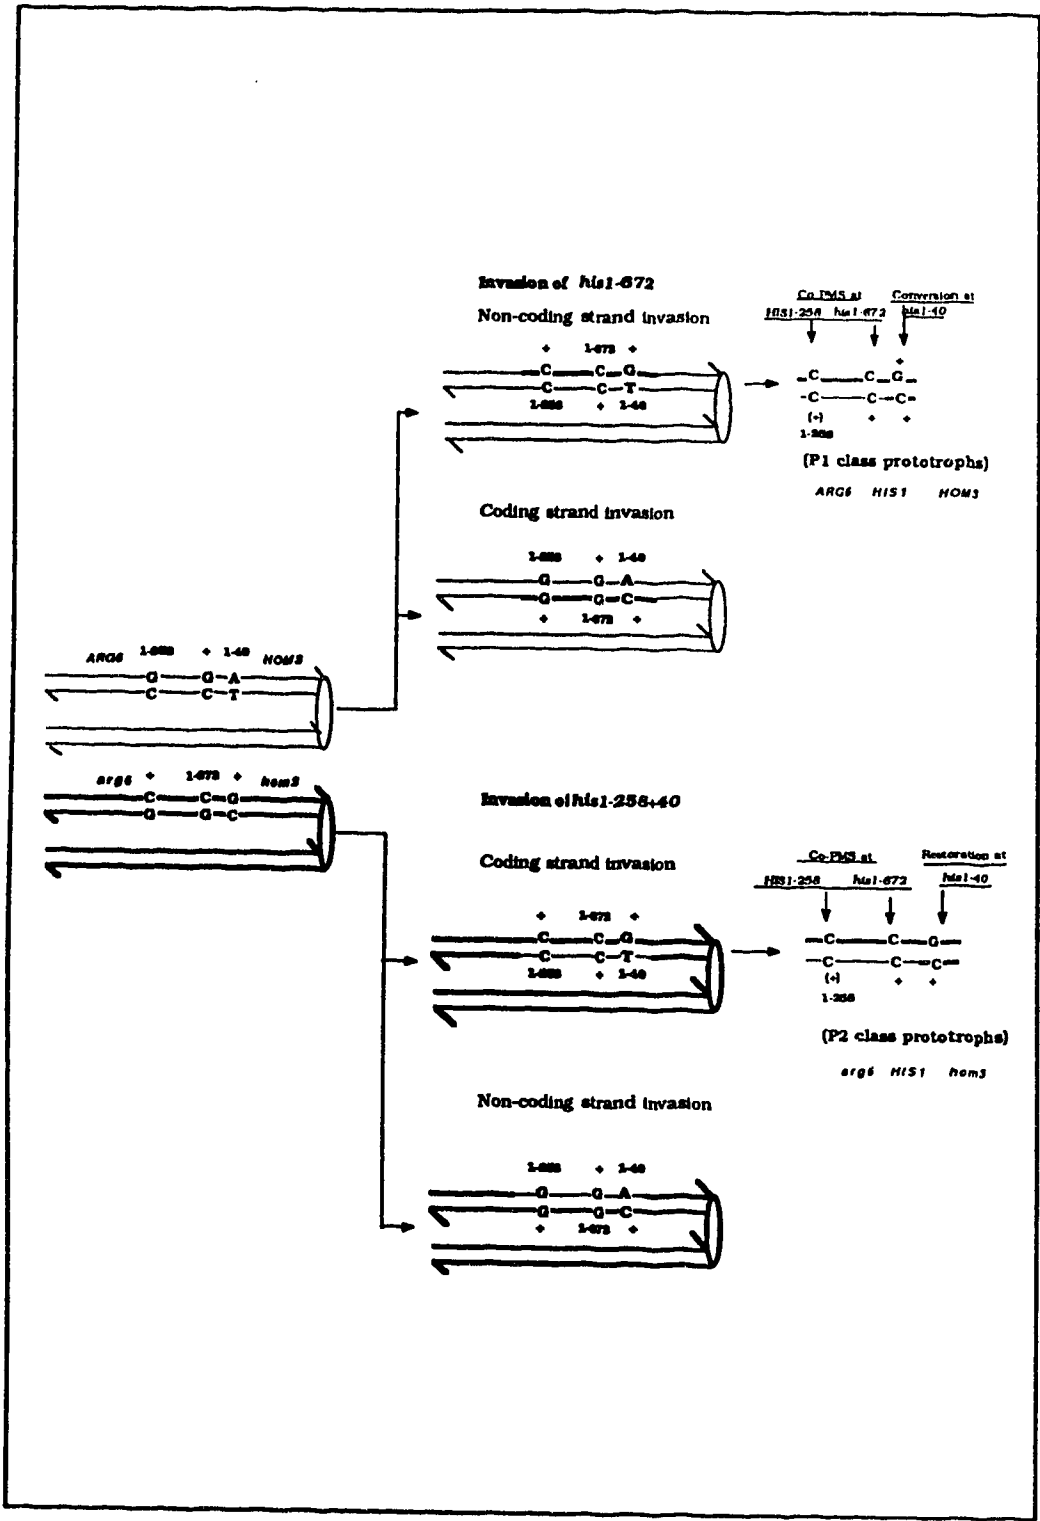 Invasion of his1-672
Non-coding strand invasion
+ 1-672 +
C C G
C C T
1-258 + 1-40
Co PMS at Conversion at
HIS1-258 his1-672 his1-40
+
C C G
C C C
(+) + +
1-258
(P1 class prototrophs)
ARG6 HIS1 HOM3
Coding strand invasion
1-258 + 1-40
G G A
G G C
+ 1-672 +
ARG6 1-258 + 1-40 HOM3
G G A
C C T
arg6 + 1-672 + hom3
C C G
G G C
Invasion of his1-258+40
Coding strand invasion
+ 1-672 +
C C G
C C T
1-258 + 1-40
Co-PMS at Restoration at
HIS1-258 his1-672 his1-40
C C G
C C C
(+) + +
1-258
(P2 class prototrophs)
arg6 HIS1 hom3
Non-coding strand invasion
1-258 + 1-40
G G A
G G C
+ 1-672 +